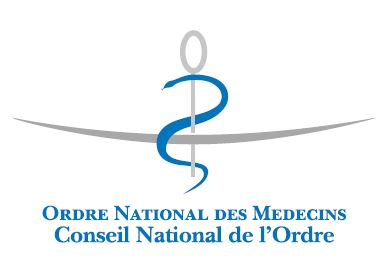 ORDRE NATIONAL DES MEDECINS
Conseil National de l'Ordre